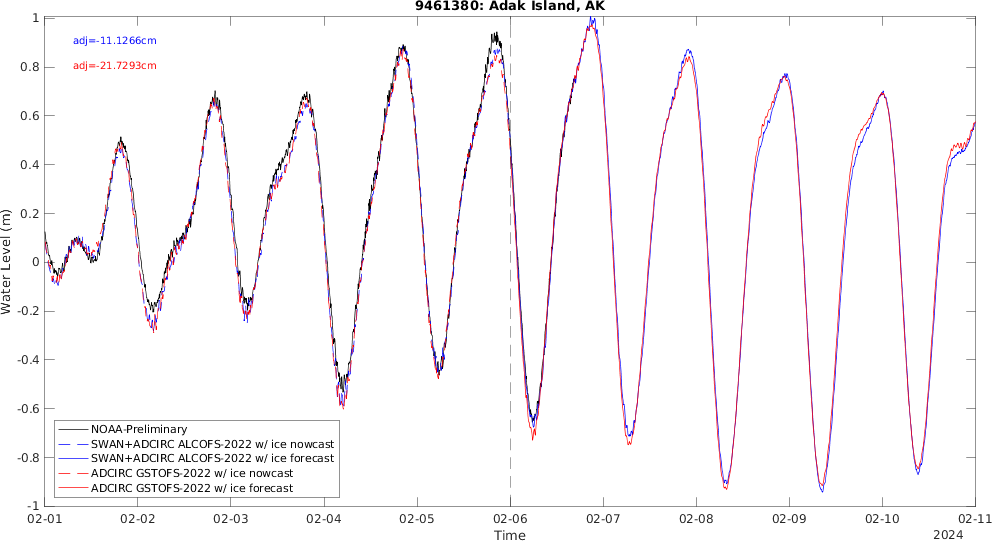 9461380: Adak Island, AK
adj=-11.1266cm
adj=-21.7293cm
1
0.8
0.6
0.4
0.2
0
-0.2
-0.4
-0.6
-0.8
-1
Water Level (m)
NOAA-Preliminary
SWAN+ADCIRC ALCOFS-2022 w/ ice nowcast
SWAN+ADCIRC ALCOFS-2022 w/ ice forecast
ADCIRC GSTOFS-2022 w/ ice nowcast
ADCIRC GSTOFS-2022 w/ ice forecast
02-01 02-02 02-03 02-04 02-05 02-06 02-07 02-08 02-09 02-10 02-11
Time
2024